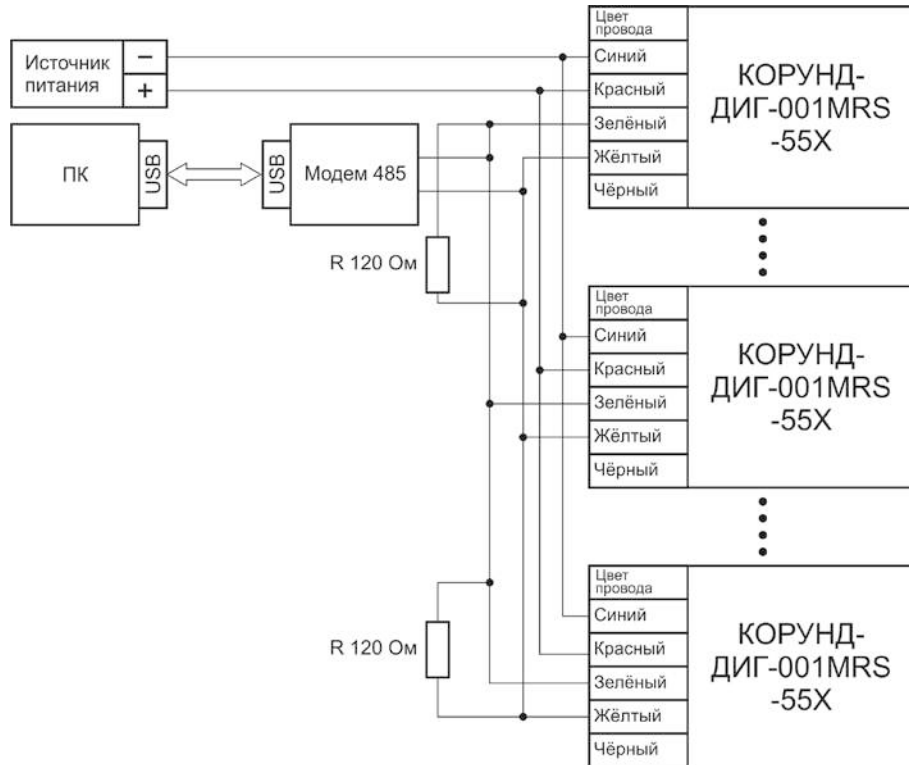 Источник
питания
−
+
ПК
USB
USB
Модем 485
R 120 Ом
R 120 Ом
Цвет
провода
Синий
Красный
Зелёный
Жёлтый
Чёрный
КОРУНД-
ДИГ-001MRS
-55X
Цвет
провода
Синий
Красный
Зелёный
Жёлтый
Чёрный
КОРУНД-
ДИГ-001MRS
-55X
Цвет
провода
Синий
Красный
Зелёный
Жёлтый
Чёрный
КОРУНД-
ДИГ-001MRS
-55X